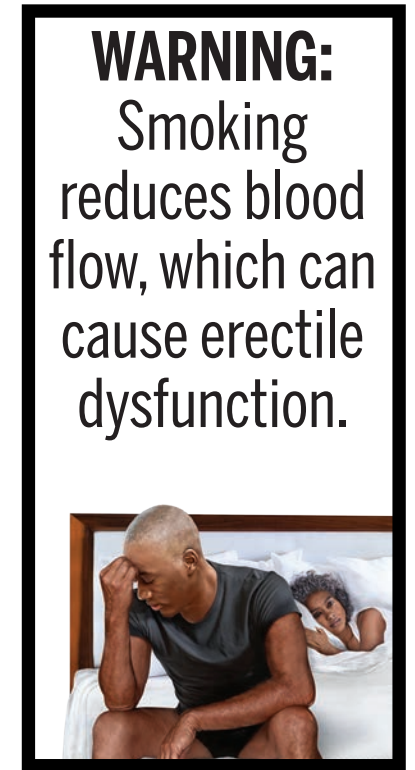 WARNING:
Smoking
reduces blood
flow, which can
cause erectile
dysfunction.